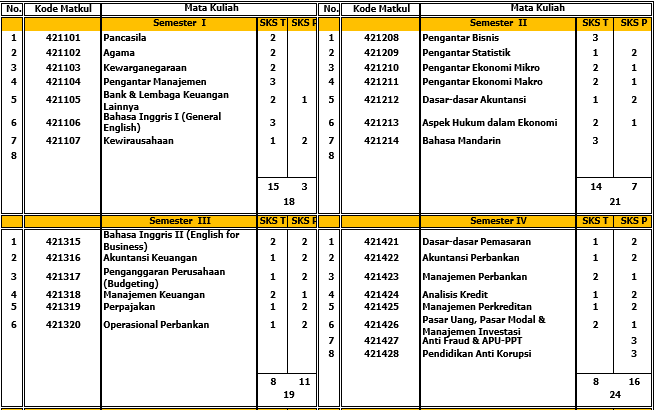 No. Kode Matkul Mata Kuliah No. Kode Matkul Mata Kuliah
Semester I SKS T SKS P Semester II SKS T SKS P
1 421101 Pancasila 2 1 421208 Pengantar Bisnis 3
2 421102 Agama 2 2 421209 Pengantar Statistik 1 2
3 421103 Kewarganegaraan 2 3 421210 Pengantar Ekonomi Mikro 2 1
4 421104 Pengantar Manajemen 3 4 421211 Pengantar Ekonomi Makro 2 1
5 421105 Bank & Lembaga Keuangan Lainnya 2 1 5 421212 Dasar-dasar Akuntansi 1 2
6 421106 Bahasa Inggris I (General English) 3 6 421213 Aspek Hukum dalam Ekonomi 2 1
7 421107 Kewirausahaan 1 2 7 421214 Bahasa Mandarin 3
8 8
15 3 14 7
18 21
Semester III SKS T SKS P Semester IV SKS T SKS P
1 421315 Bahasa Inggris II (English for Business) 2 2 1 421421 Dasar-dasar Pemasaran 1 2
2 421316 Akuntansi Keuangan 1 2 2 421422 Akuntansi Perbankan 1 2
3 421317 Penganggaran Perusahaan (Budgeting) 1 2 3 421423 Manajemen Perbankan 2 1
4 421318 Manajemen Keuangan 2 1 4 421424 Analisis Kredit 1 2
5 421319 Perpajakan 1 2 5 421425 Manajemen Perkreditan 1 2
6 421320 Operasional Perbankan 1 2 6 421426 Pasar Uang, Pasar Modal & Manajemen Investasi 2 1
7 421427 Anti Fraud & APU-PPT 3
8 421428 Pendidikan Anti Korupsi 3
8 11 8 16
19 24